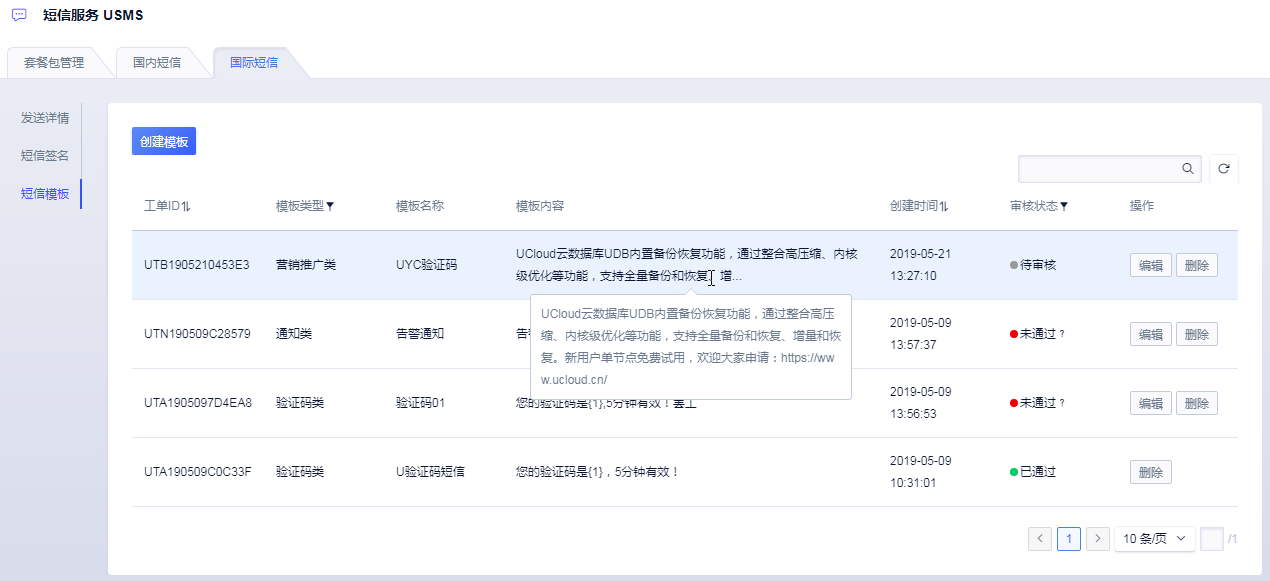 短信服务 USMS
套餐包管理
国内短信
国际短信
发送详情
短信签名
短信模板
创建模板
工单ID 模板类型 模板名称 模板内容 创建时间 审核状态 操作
UTB1905210453E3 营销推广类 UYC验证码
UCloud云数据库UDB内置备份恢复功能，通过整合高压缩、内核
级优化等功能，支持全量备份和恢复、增...
2019-05-21
13:27:10
待审核 编辑 删除
UCloud云数据库UDB内置备份恢复功能，通过整合高压
缩、内核级优化等功能，支持全量备份和恢复、增量和恢
复。新用户单节点免费试用，欢迎大家申请：https://ww
w.ucloud.cn/
UTN190509C28579 通知类 告警通知 告
2019-05-09
13:57:37
未通过 ? 编辑 删除
UTA1905097D4EA8 验证码类 验证码01 您的验证码是{1},5分钟有效！罢工
2019-05-09
13:56:53
未通过 ? 编辑 删除
UTA190509C0C33F 验证码类 U验证码短信 您的验证码是{1}，5分钟有效！
2019-05-09
10:31:01
已通过 删除
1 10 条/页 /1